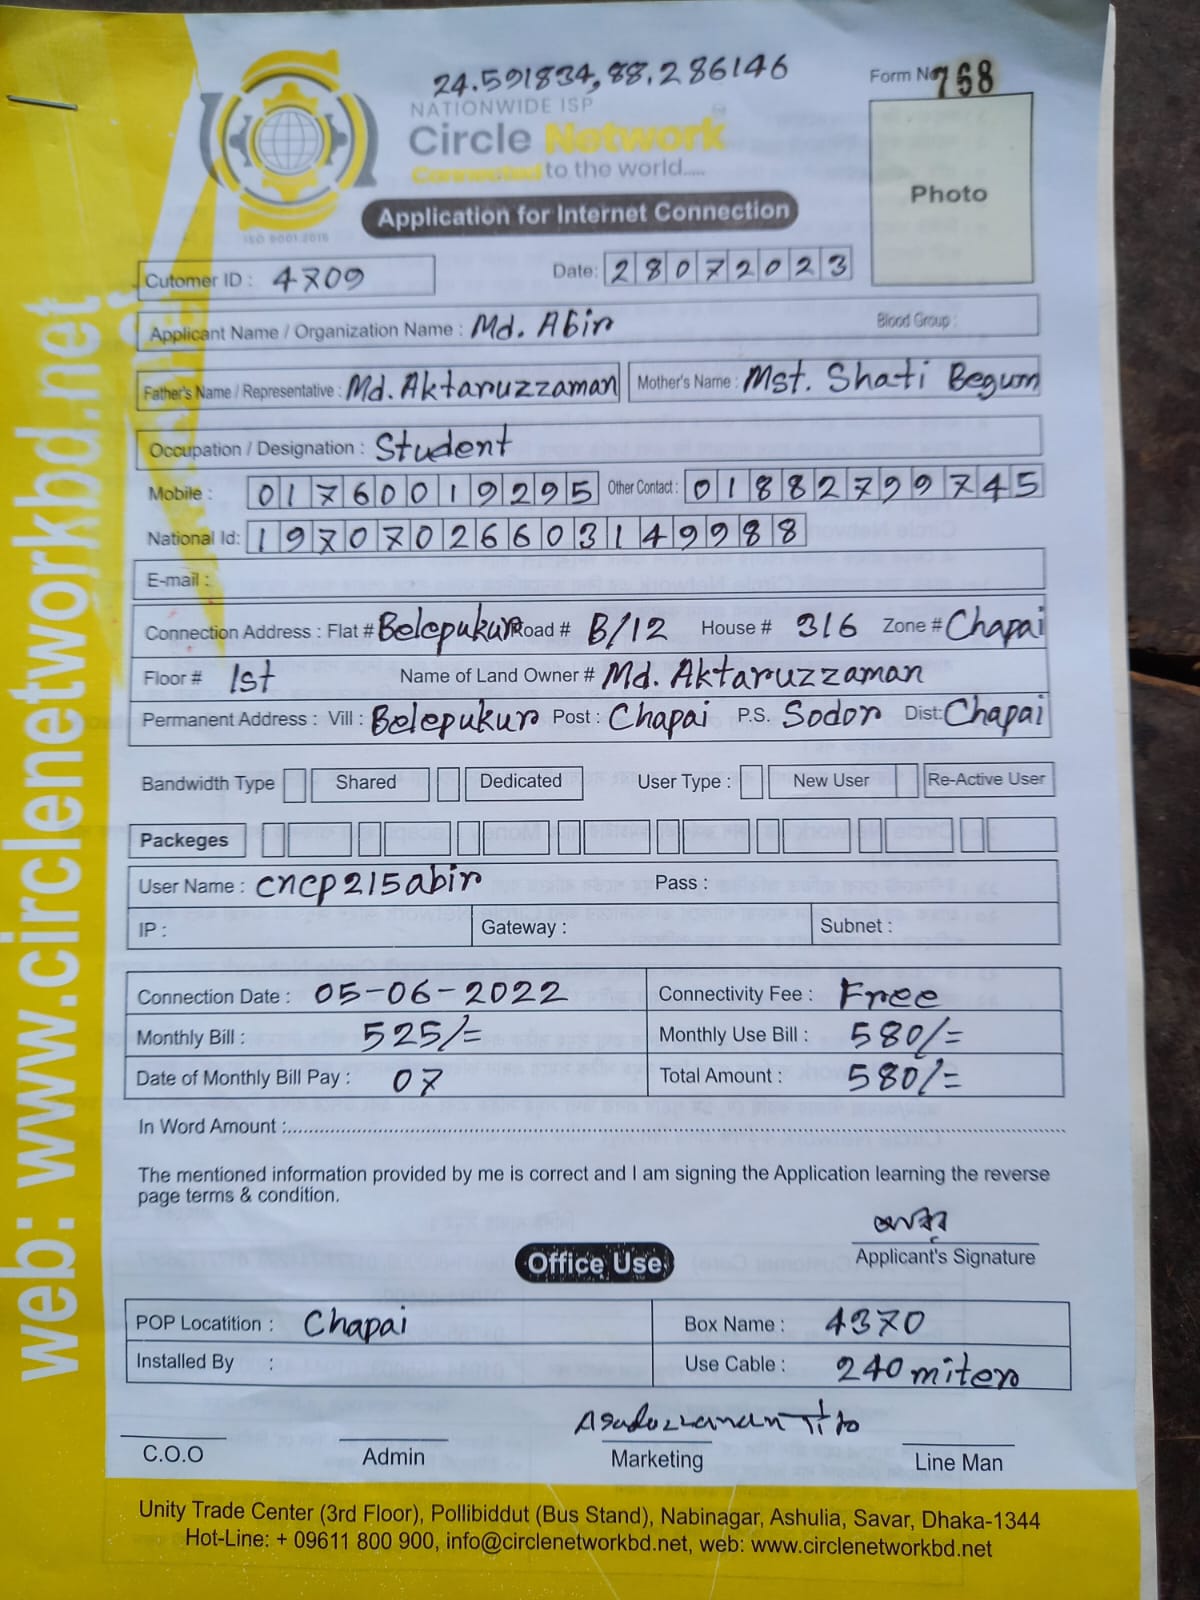 24.591834, 88.286146
Form No 768
NATIONWIDE ISP
Circle Network
Connected to the world.....
ISO 9001:2015
Photo
Application for Internet Connection
Cutomer ID : 4709
Date: 28072023
Applicant Name / Organization Name : Md. Abir
Blood Group :
Father's Name / Representative : Md. Aktaruzzaman
Mother's Name : Mst. Shati Begum
Occupation / Designation : Student
Mobile : 01760019295
Other Contact : 01882799745
National Id: 19707026603149988
E-mail :
Connection Address : Flat # Belepukur Road # B/12 House # 316 Zone # Chapai
Floor # 1st Name of Land Owner # Md. Aktaruzzaman
Permanent Address : Vill : Belepukur Post : Chapai P.S. Sodor Dist: Chapai
Bandwidth Type Shared Dedicated User Type : New User Re-Active User
Packeges
User Name : cncp215abir Pass :
IP : Gateway : Subnet :
Connection Date : 05-06-2022 Connectivity Fee : Free
Monthly Bill : 525/= Monthly Use Bill : 580/=
Date of Monthly Bill Pay : 07 Total Amount : 580/=
In Word Amount :
The mentioned information provided by me is correct and I am signing the Application learning the reverse
page terms & condition.
Applicant's Signature
Office Use
POP Locatition : Chapai Box Name : 4370
Installed By : Use Cable : 240 miter
Asaduzzaman Tito
C.O.O Admin Marketing Line Man
Unity Trade Center (3rd Floor), Pollibiddut (Bus Stand), Nabinagar, Ashulia, Savar, Dhaka-1344
Hot-Line: + 09611 800 900, info@circlenetworkbd.net, web: www.circlenetworkbd.net
web: www.circlenetworkbd.net